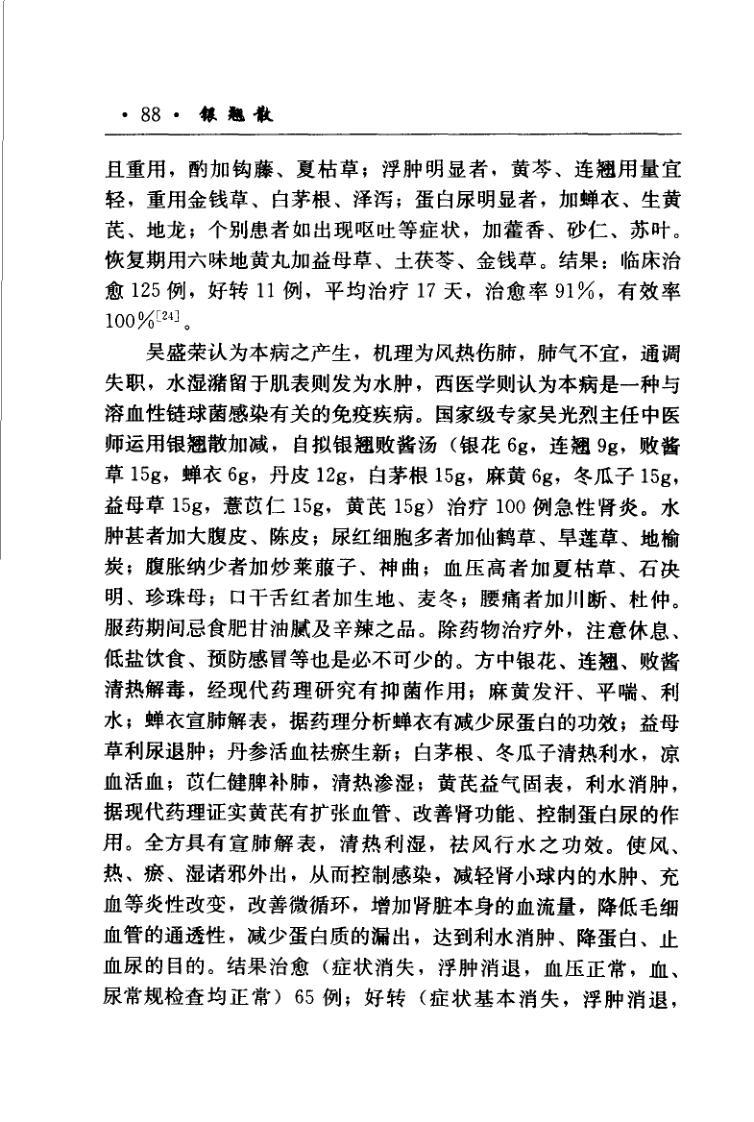 · 88 · 银翘散
且重用，酌加钩藤、夏枯草；浮肿明显者，黄芩、连翘用量宜
轻，重用金钱草、白茅根、泽泻；蛋白尿明显者，加蝉衣、生黄
芪、地龙；个别患者如出现呕吐等症状，加藿香、砂仁、苏叶。
恢复期用六味地黄丸加益母草、土茯苓、金钱草。结果：临床治
愈 125 例，好转 11 例，平均治疗 17 天，治愈率 91％，有效率
100％[24]。
吴盛荣认为本病之产生，机理为风热伤肺，肺气不宜，通调
失职，水湿潴留于肌表则发为水肿，西医学则认为本病是一种与
溶血性链球菌感染有关的免疫疾病。国家级专家吴光烈主任中医
师运用银翘散加减，自拟银翘败酱汤（银花 6g，连翘 9g，败酱
草 15g，蝉衣 6g，丹皮 12g，白茅根 15g，麻黄 6g，冬瓜子 15g，
益母草 15g，薏苡仁 15g，黄芪 15g）治疗 100 例急性肾炎。水
肿甚者加大腹皮、陈皮；尿红细胞多者加仙鹤草、旱莲草、地榆
炭；腹胀纳少者加炒莱菔子、神曲；血压高者加夏枯草、石决
明、珍珠母；口干舌红者加生地、麦冬；腰痛者加川断、杜仲。
服药期间忌食肥甘油腻及辛辣之品。除药物治疗外，注意休息、
低盐饮食、预防感冒等也是必不可少的。方中银花、连翘、败酱
清热解毒，经现代药理研究有抑菌作用；麻黄发汗、平喘、利
水；蝉衣宣肺解表，据药理分析蝉衣有减少尿蛋白的功效；益母
草利尿退肿；丹参活血祛瘀生新；白茅根、冬瓜子清热利水，凉
血活血；苡仁健脾补肺，清热渗湿；黄芪益气固表，利水消肿，
据现代药理证实黄芪有扩张血管、改善肾功能、控制蛋白尿的作
用。全方具有宣肺解表，清热利湿，祛风行水之功效。使风、
热、瘀、湿诸邪外出，从而控制感染，减轻肾小球内的水肿、充
血等炎性改变，改善微循环，增加肾脏本身的血流量，降低毛细
血管的通透性，减少蛋白质的漏出，达到利水消肿、降蛋白、止
血尿的目的。结果治愈（症状消失，浮肿消退，血压正常，血、
尿常规检查均正常）65 例；好转（症状基本消失，浮肿消退，